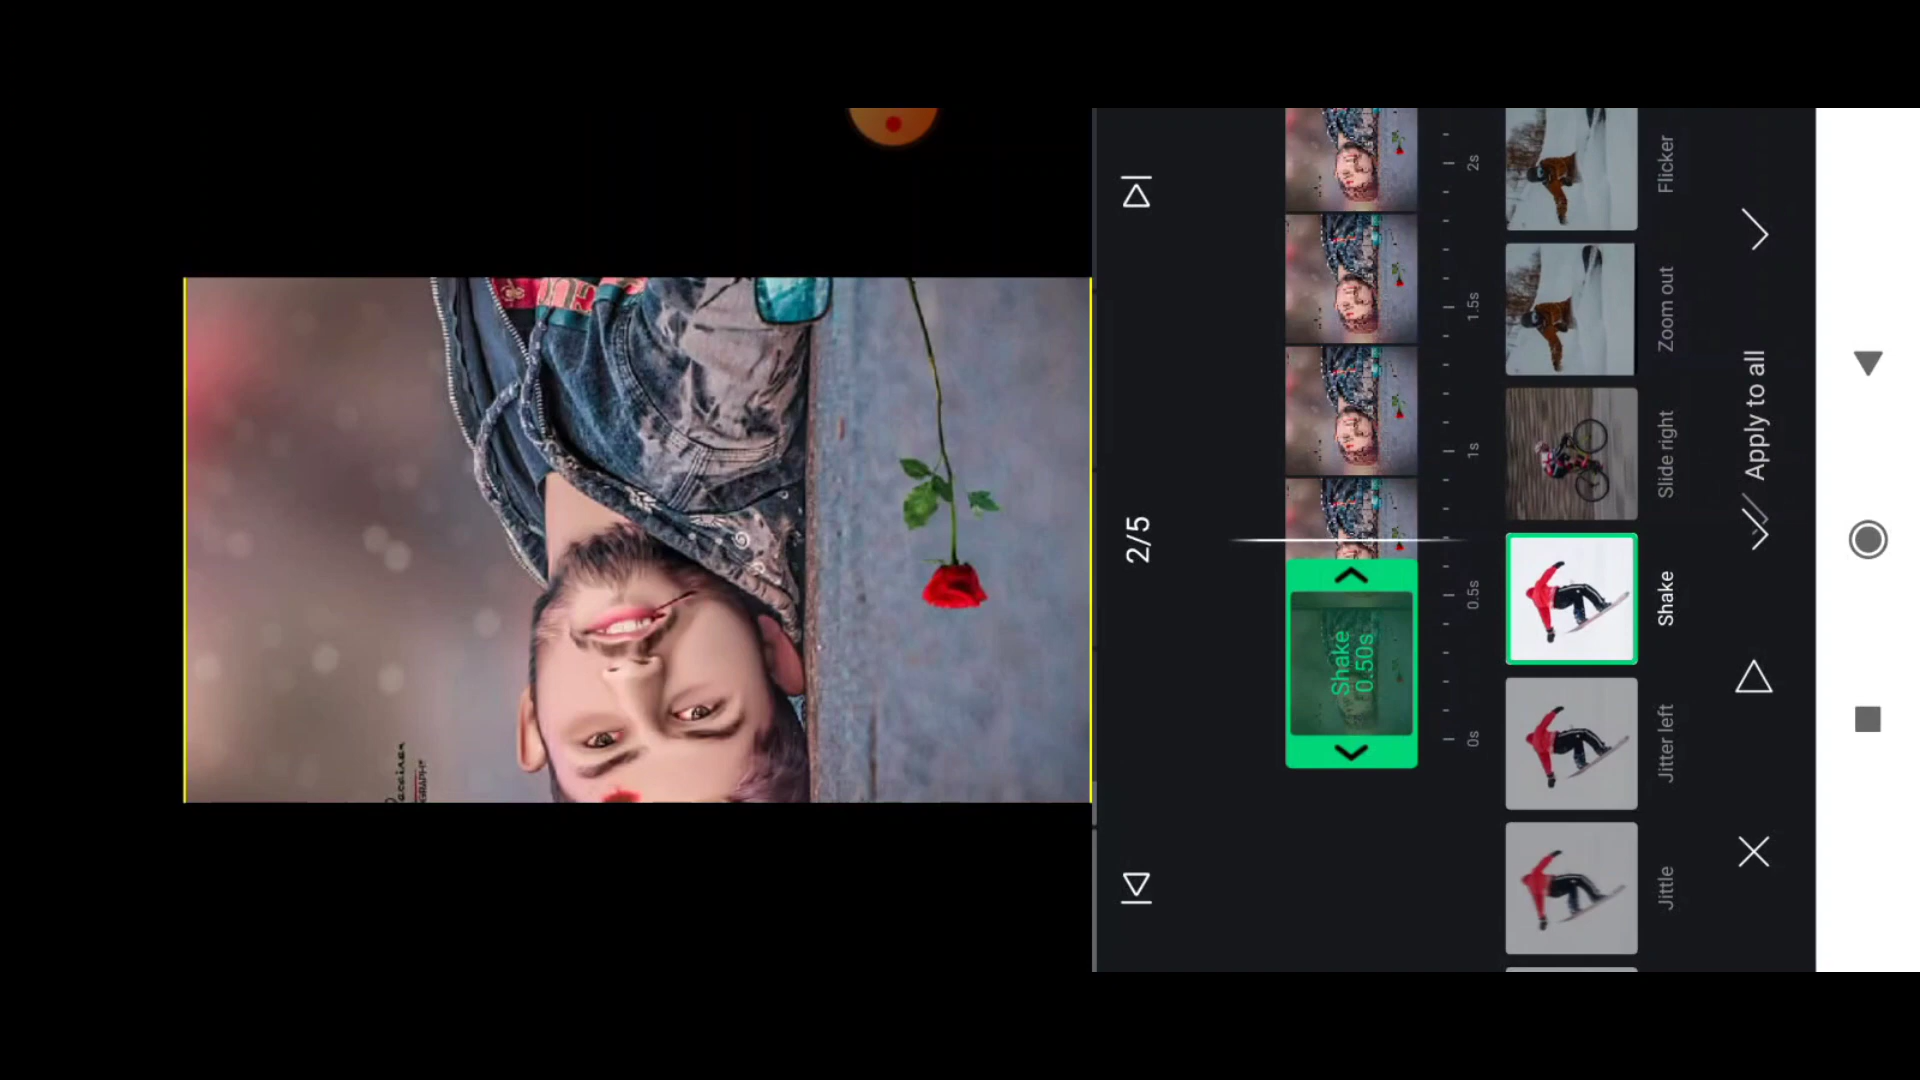 2/5
Shake
0.50s
0s
0.5s
1s
1.5s
2s
Jittle
Jitter left
Shake
Slide right
Zoom out
Flicker
Apply to all